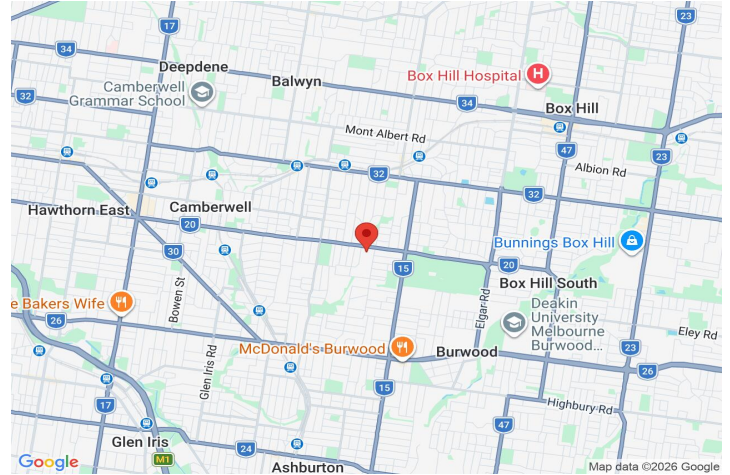 17
23
34
Deepdene
Balwyn
Box Hill Hospital
H
Camberwell
Grammar School
32
34
Box Hill
Mont Albert Rd
47
23
Albion Rd
32
32
Hawthorn East
Camberwell
20
30
Bunnings Box Hill
15
20
Box Hill South
Bowen St
e Bakers Wife
26
Elgar Rd
Deakin
University
Melbourne
Burwood...
Eley Rd
Glen Iris Rd
McDonald's Burwood
Burwood
23
26
15
17
Highbury Rd
Glen Iris
24
47
M1
Ashburton
Google
Map data ©2026 Google